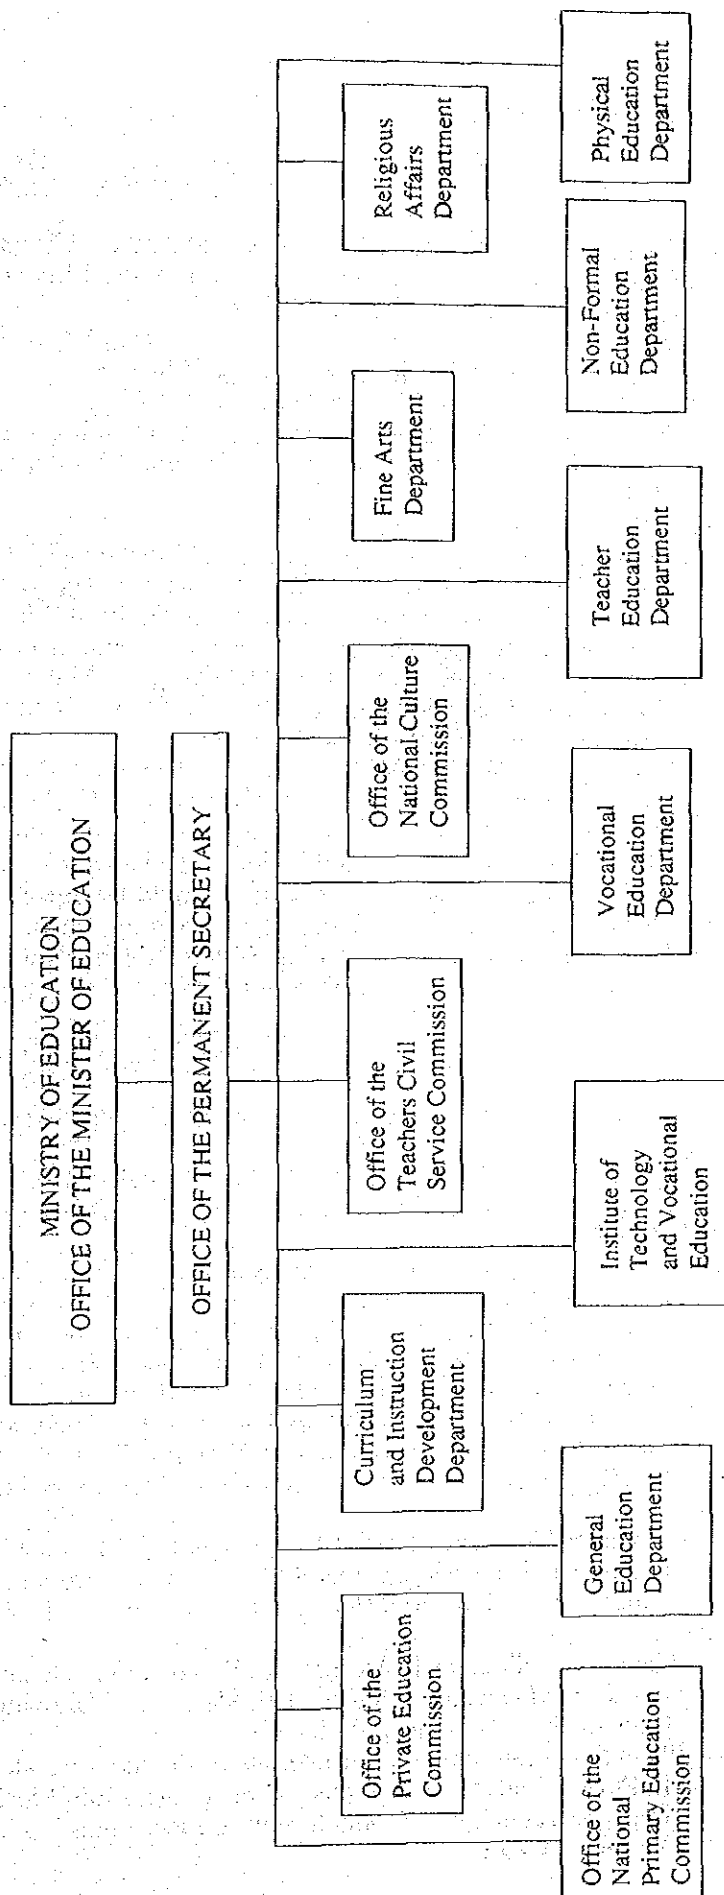 MINISTRY OF EDUCATION
OFFICE OF THE MINISTER OF EDUCATION
OFFICE OF THE PERMANENT SECRETARY
Office of the
Private Education
Commission
Curriculum
and Instruction
Development
Department
Office of the
Teachers Civil
Service Commission
Office of the
National Culture
Commission
Fine Arts
Department
Religious
Affairs
Department
Office of the
National
Primary Education
Commission
General
Education
Department
Institute of
Technology
and Vocational
Education
Vocational
Education
Department
Teacher
Education
Department
Non-Formal
Education
Department
Physical
Education
Department